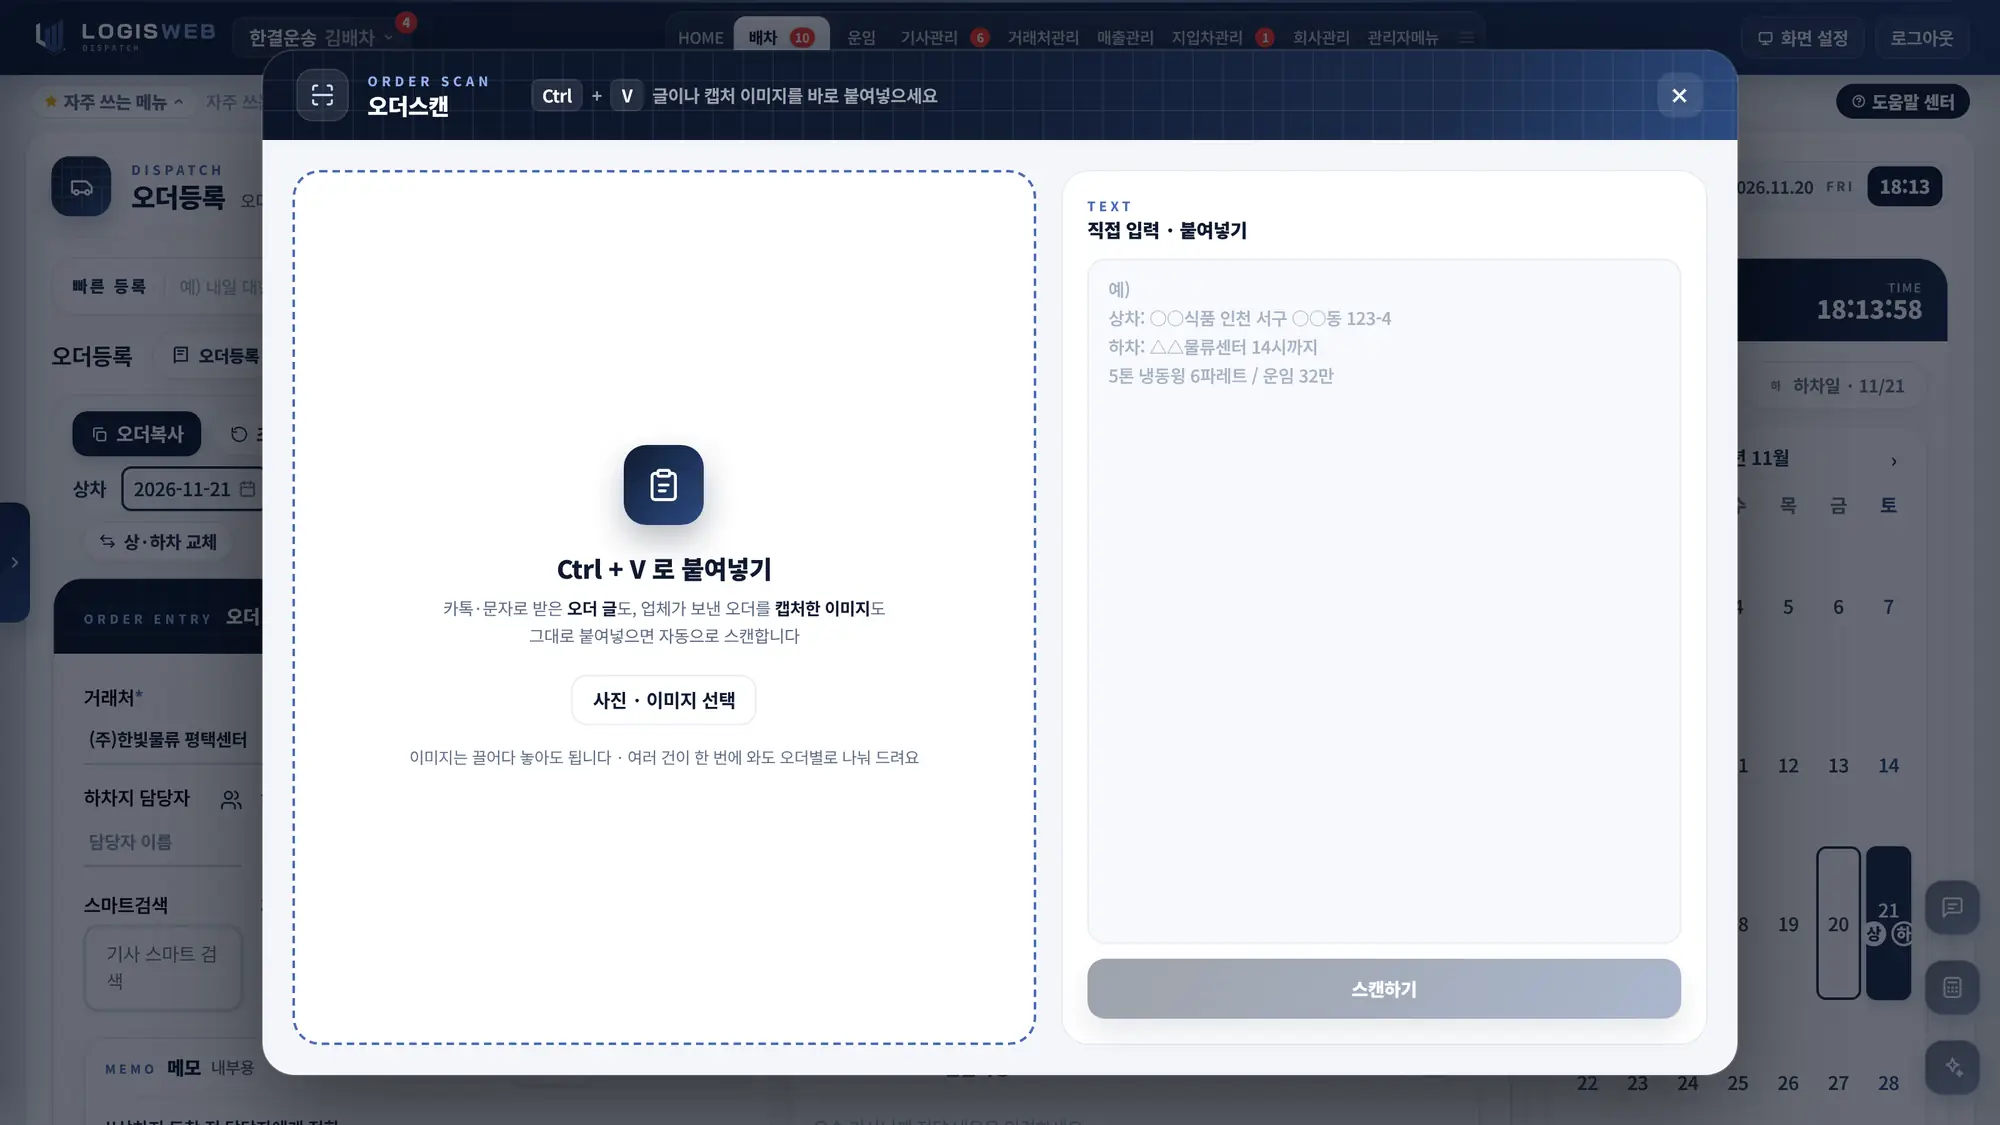 LOGISWEB
DISPATCH
한결운송 김배차
4
HOME
배차 10
운임
기사관리 6
거래처관리
매출관리
지입차관리 1
회사관리
관리자메뉴
화면 설정
로그아웃
자주 쓰는 메뉴
자주 쓰
도움말 센터
ORDER SCAN
오더스캔
Ctrl + V 글이나 캡처 이미지를 바로 붙여넣으세요
DISPATCH
오더등록
026.11.20 FRI 18:13
빠른 등록
예) 내일
TIME
18:13:58
오더등록
오더등록
하 하차일 · 11/21
오더복사
상차 2026-11-21
상·하차 교체
ORDER ENTRY
거래처*
(주)한빛물류 평택센터
하차지 담당자
담당자 이름
스마트검색
기사 스마트 검
색
MEMO 메모 내부용
Ctrl + V 로 붙여넣기
카톡·문자로 받은 오더 글도, 업체가 보낸 오더를 캡처한 이미지도
그대로 붙여넣으면 자동으로 스캔합니다
사진 · 이미지 선택
이미지는 끌어다 놓아도 됩니다 · 여러 건이 한 번에 와도 오더별로 나눠 드려요
TEXT
직접 입력 · 붙여넣기
예)
상차: ○○식품 인천 서구 ○○동 123-4
하차: △△물류센터 14시까지
5톤 냉동윙 6파레트 / 운임 32만
스캔하기
11월
목 금 토
5 6 7
12 13 14
19 20 21
상 하
22 23 24 25 26 27 28